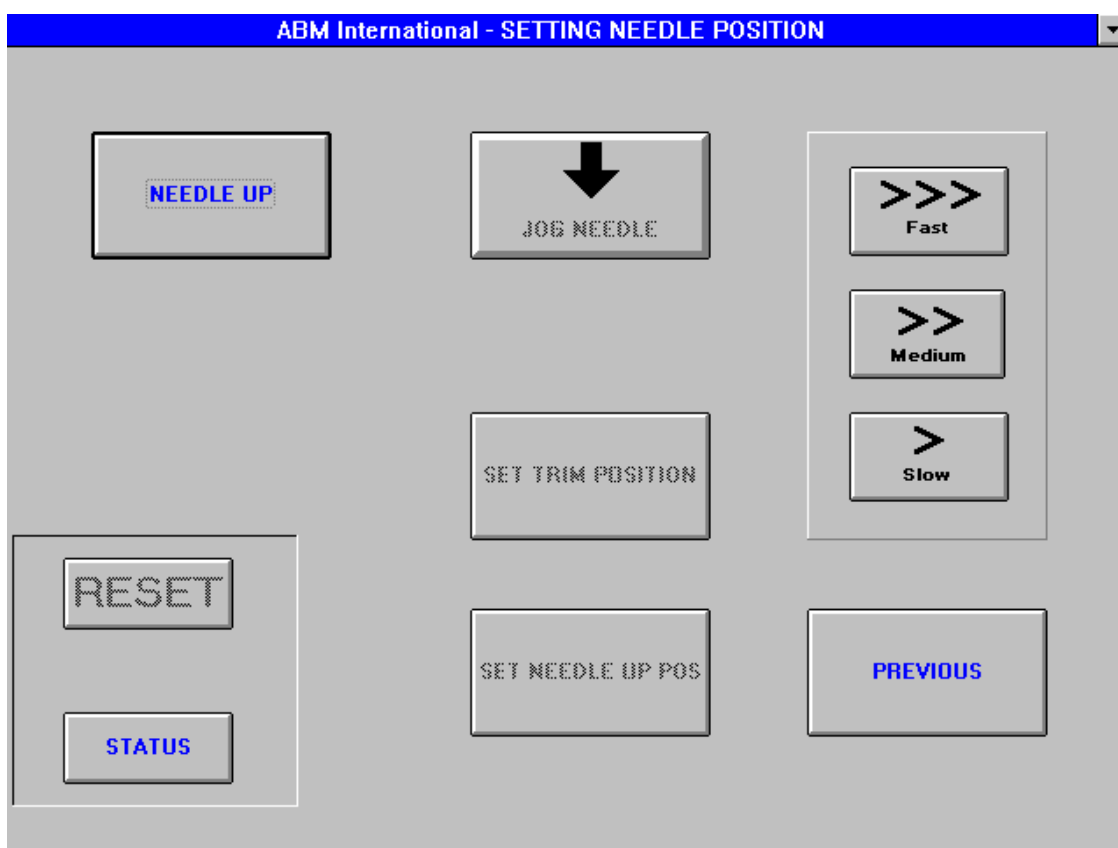 ABM International - SETTING NEEDLE POSITION
NEEDLE UP
JOG NEEDLE
>>>
Fast
>>
Medium
>
Slow
SET TRIM POSITION
RESET
SET NEEDLE UP POS
PREVIOUS
STATUS